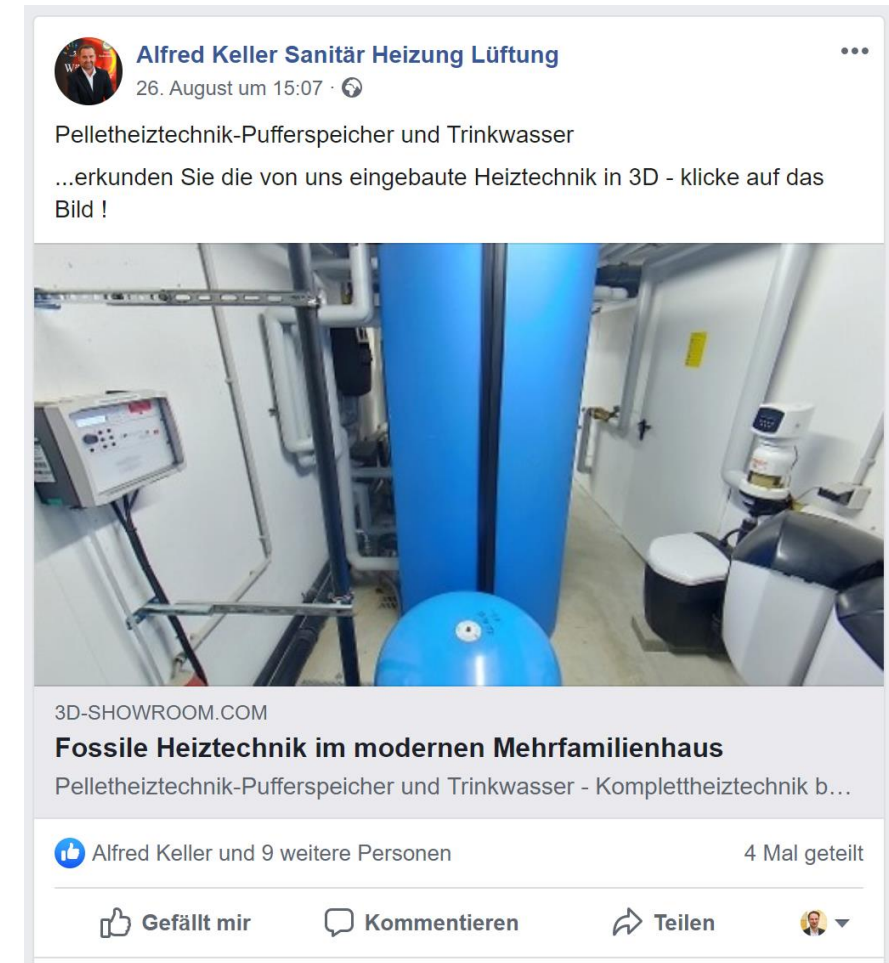 Alfred Keller Sanitär Heizung Lüftung
26. August um 15:07 ·
Pelletheiztechnik-Pufferspeicher und Trinkwasser
...erkunden Sie die von uns eingebaute Heiztechnik in 3D - klicke auf das
Bild !
3D-SHOWROOM.COM
Fossile Heiztechnik im modernen Mehrfamilienhaus
Pelletheiztechnik-Pufferspeicher und Trinkwasser - Komplettheiztechnik b…
Alfred Keller und 9 weitere Personen
4 Mal geteilt
Gefällt mir
Kommentieren
Teilen